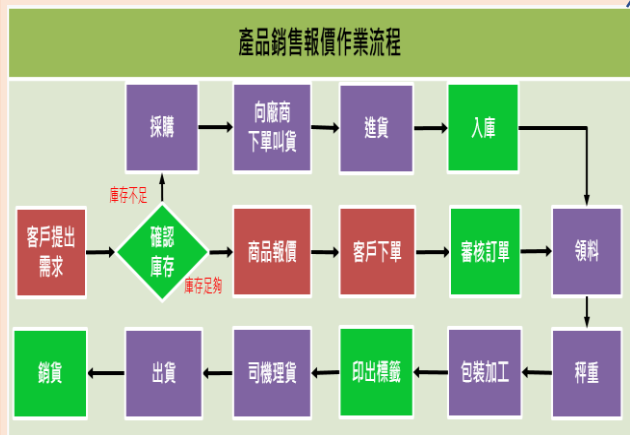 產品銷售報價作業流程
採購
向廠商
下單叫貨
進貨
入庫
庫存不足
客戶提出
需求
確認
庫存
庫存足夠
商品報價
客戶下單
審核訂單
領料
銷貨
出貨
司機理貨
印出標籤
包裝加工
秤重